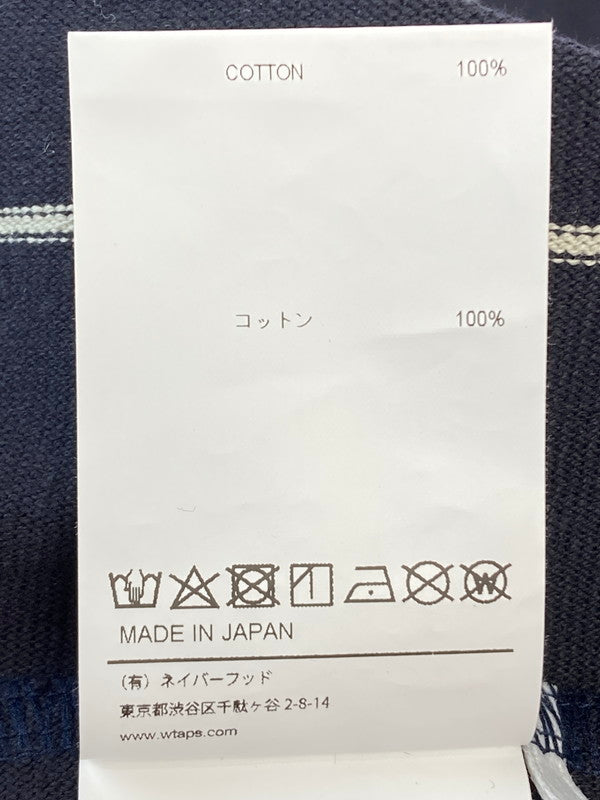 COTTON 100%
コットン 100%
MADE IN JAPAN
（有）ネイバーフッド
東京都渋谷区千駄ヶ谷 2-8-14
www.wtaps.com